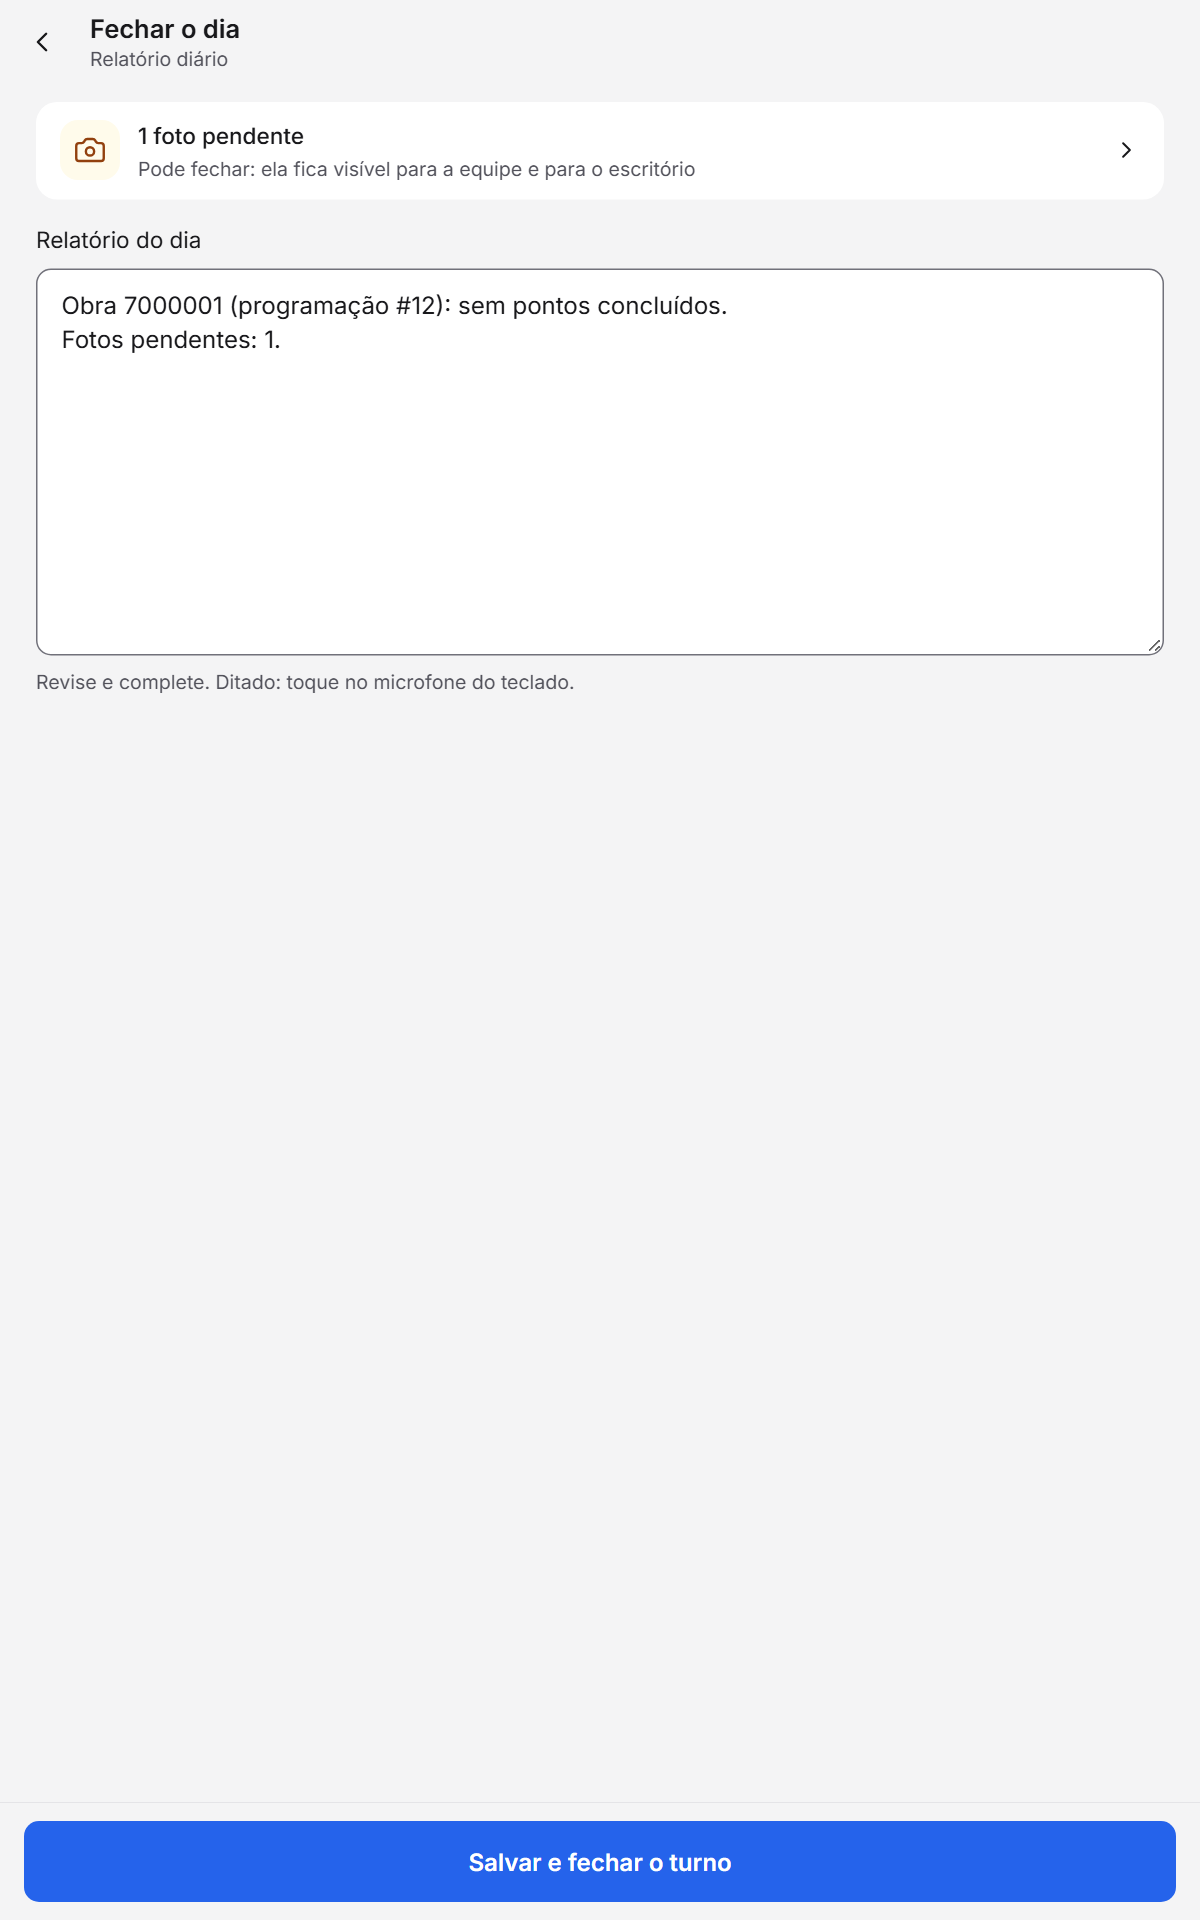 Fechar o dia
Relatório diário
1 foto pendente
Pode fechar: ela fica visível para a equipe e para o escritório
Relatório do dia
Obra 7000001 (programação #12): sem pontos concluídos.
Fotos pendentes: 1.
Revise e complete. Ditado: toque no microfone do teclado.
Salvar e fechar o turno